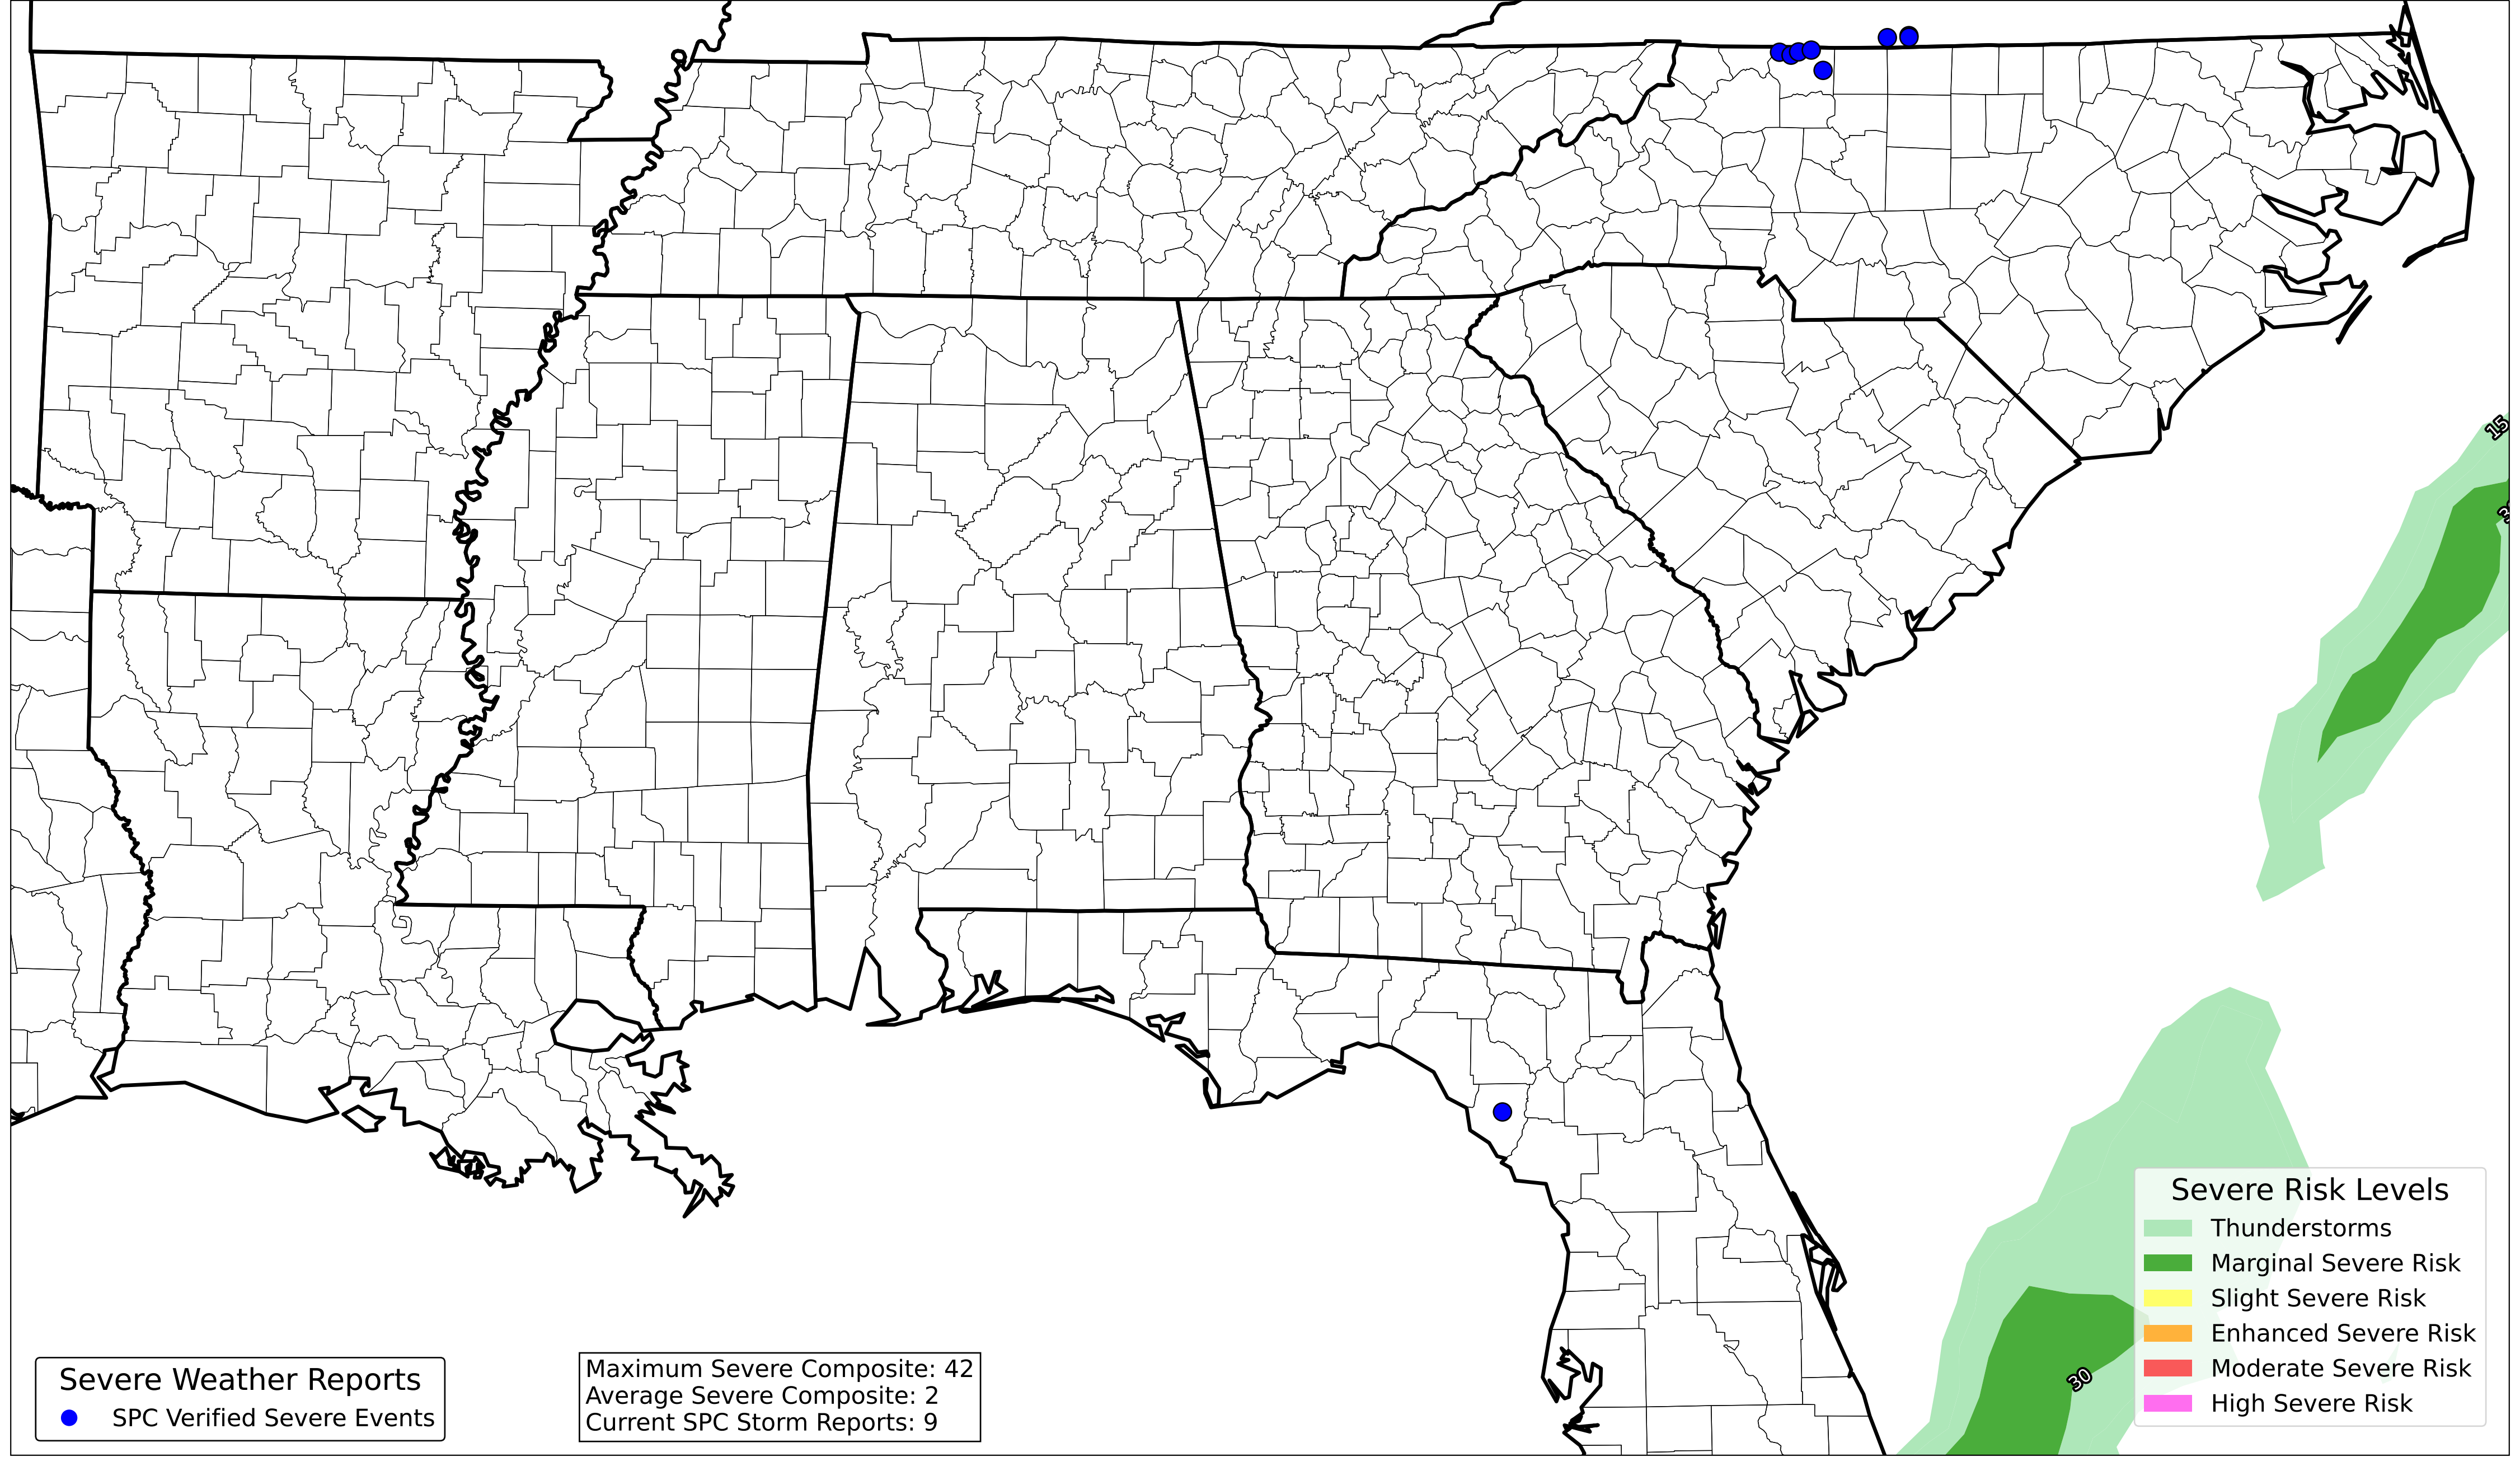 15
Severe Risk Levels
Thunderstorms
Marginal Severe Risk
Slight Severe Risk
Enhanced Severe Risk
Moderate Severe Risk
High Severe Risk
30
Severe Weather Reports
SPC Verified Severe Events
Maximum Severe Composite: 42
Average Severe Composite: 2
Current SPC Storm Reports: 9